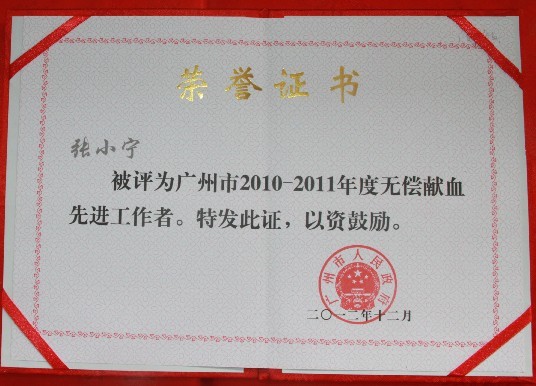 荣誉证书
张小宁
被评为广州市2010-2011年度无偿献血
先进工作者。特发此证，以资鼓励。
广州市人民政府
二〇一二年十二月